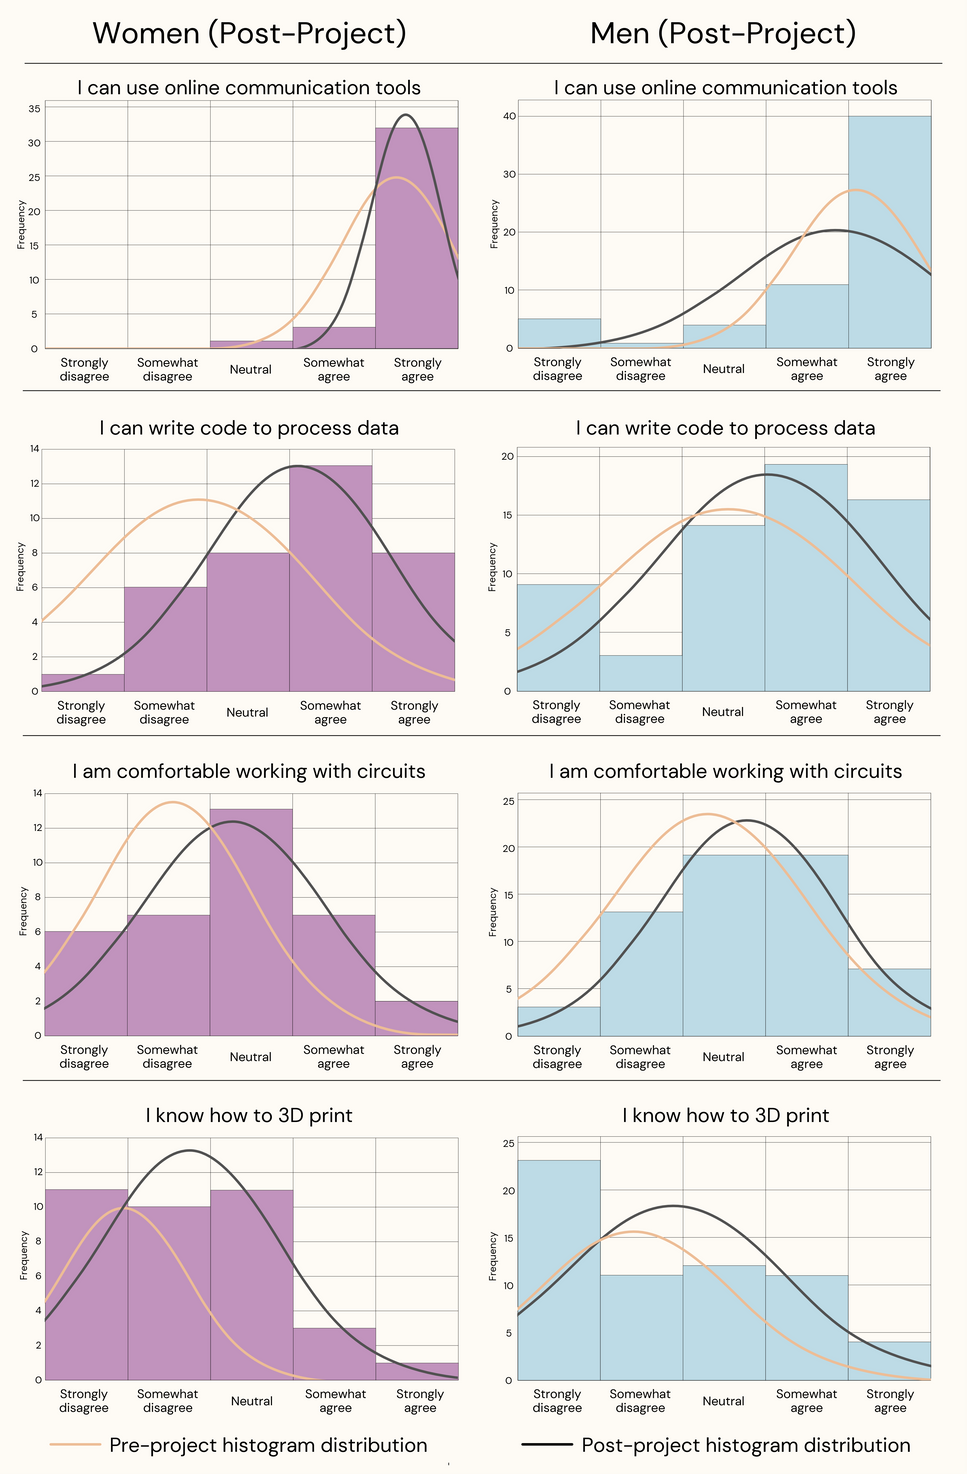 Women (Post-Project)
Men (Post-Project)
I can use online communication tools
35
30
25
20
15
10
5
0
Frequency
Strongly disagree
Somewhat disagree
Neutral
Somewhat agree
Strongly agree
I can use online communication tools
40
30
20
10
0
Frequency
Strongly disagree
Somewhat disagree
Neutral
Somewhat agree
Strongly agree
I can write code to process data
14
12
10
8
6
4
2
0
Frequency
Strongly disagree
Somewhat disagree
Neutral
Somewhat agree
Strongly agree
I can write code to process data
20
15
10
5
0
Frequency
Strongly disagree
Somewhat disagree
Neutral
Somewhat agree
Strongly agree
I am comfortable working with circuits
14
12
10
8
6
4
2
0
Frequency
Strongly disagree
Somewhat disagree
Neutral
Somewhat agree
Strongly agree
I am comfortable working with circuits
25
20
15
10
5
0
Frequency
Strongly disagree
Somewhat disagree
Neutral
Somewhat agree
Strongly agree
I know how to 3D print
14
12
10
8
6
4
2
0
Frequency
Strongly disagree
Somewhat disagree
Neutral
Somewhat agree
Strongly agree
I know how to 3D print
25
20
15
10
5
0
Frequency
Strongly disagree
Somewhat disagree
Neutral
Somewhat agree
Strongly agree
Pre-project histogram distribution
Post-project histogram distribution